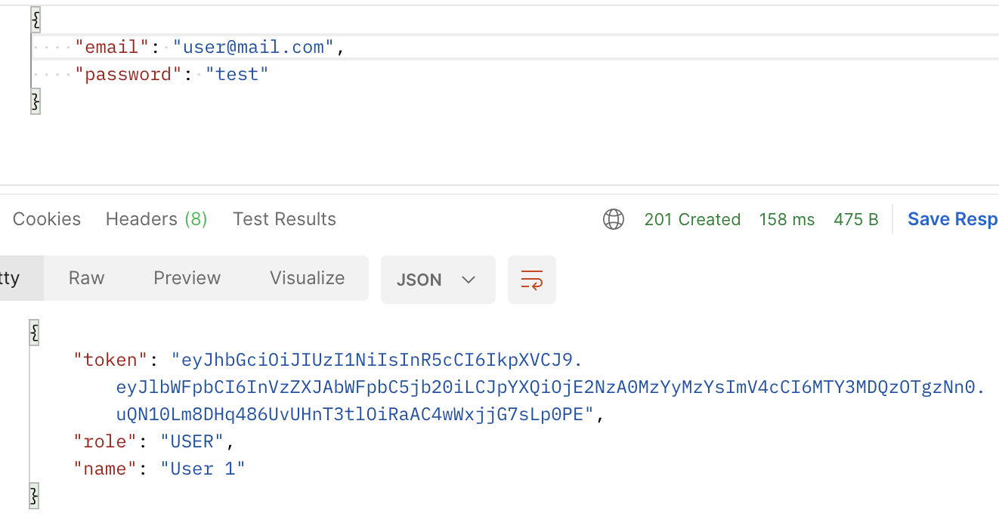 {
"email": "user@mail.com",
"password": "test"
}
Cookies Headers (8) Test Results 201 Created 158 ms 475 B Save Resp
tty Raw Preview Visualize JSON
{
"token": "eyJhbGciOiJIUzI1NiIsInR5cCI6IkpXVCJ9.
eyJlbWFpbCI6InVzZXJAbWFpbC5jb20iLCJpYXQiOjE2NzA0MzYyMzYsImV4cCI6MTY3MDQzOTgzNn0.
uQN10Lm8DHq486UvUHnT3tlOiRaAC4wWxjjG7sLp0PE",
"role": "USER",
"name": "User 1"
}